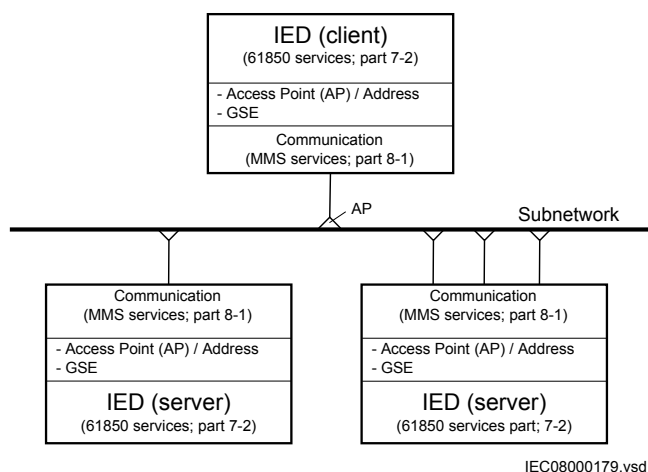 IED (client)
(61850 services; part 7-2)
- Access Point (AP) / Address
- GSE
Communication
(MMS services; part 8-1)
AP
Subnetwork
Communication
(MMS services; part 8-1)
- Access Point (AP) / Address
- GSE
IED (server)
(61850 services; part 7-2)
Communication
(MMS services; part 8-1)
- Access Point (AP) / Address
- GSE
IED (server)
(61850 services part; 7-2)
IEC08000179.vsd